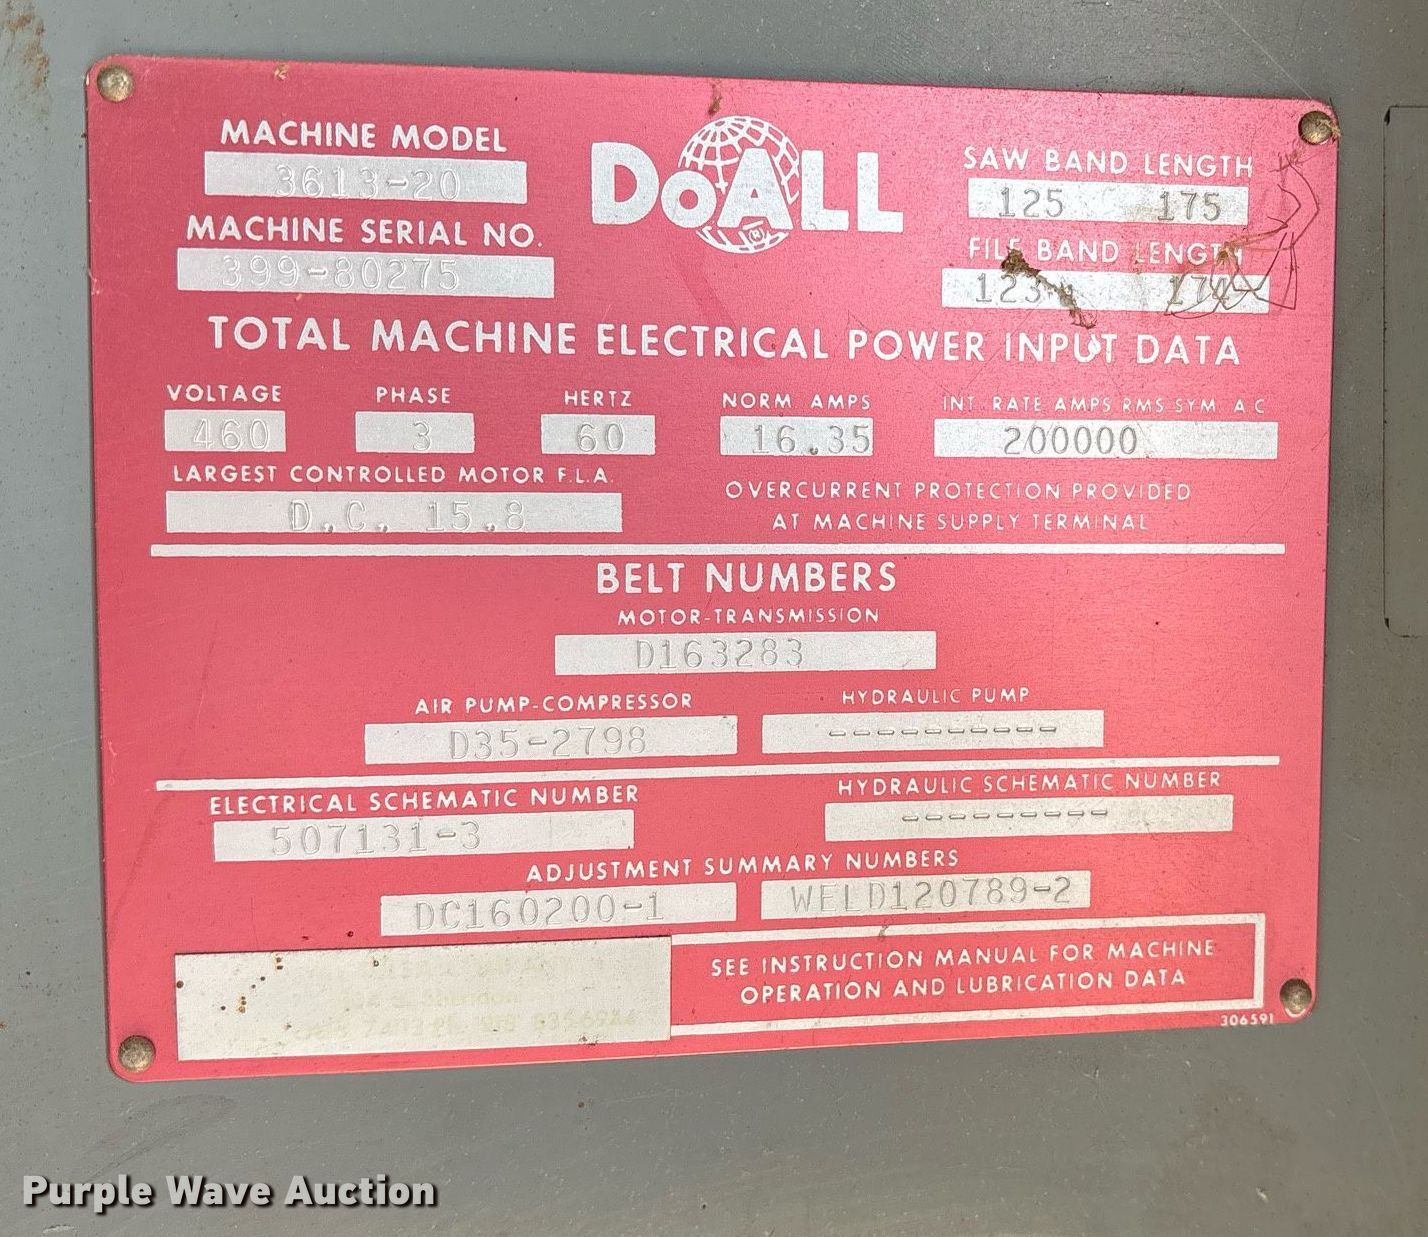 MACHINE MODEL
3613-20
MACHINE SERIAL NO.
399-80275
DoALL
(R)
SAW BAND LENGTH
125 175
FILE BAND LENGTH
123 174
TOTAL MACHINE ELECTRICAL POWER INPUT DATA
VOLTAGE PHASE HERTZ NORM. AMPS INT. RATE AMPS RMS SYM. A C
460 3 60 16.35 200000
LARGEST CONTROLLED MOTOR F.L.A.
D.C. 15.8
OVERCURRENT PROTECTION PROVIDED
AT MACHINE SUPPLY TERMINAL
BELT NUMBERS
MOTOR-TRANSMISSION
D163283
AIR PUMP-COMPRESSOR HYDRAULIC PUMP
D35-2798 ----------
ELECTRICAL SCHEMATIC NUMBER HYDRAULIC SCHEMATIC NUMBER
507131-3 ---------
ADJUSTMENT SUMMARY NUMBERS
DC160200-1 WELD120789-2
SEE INSTRUCTION MANUAL FOR MACHINE
OPERATION AND LUBRICATION DATA
306591
Purple Wave Auction